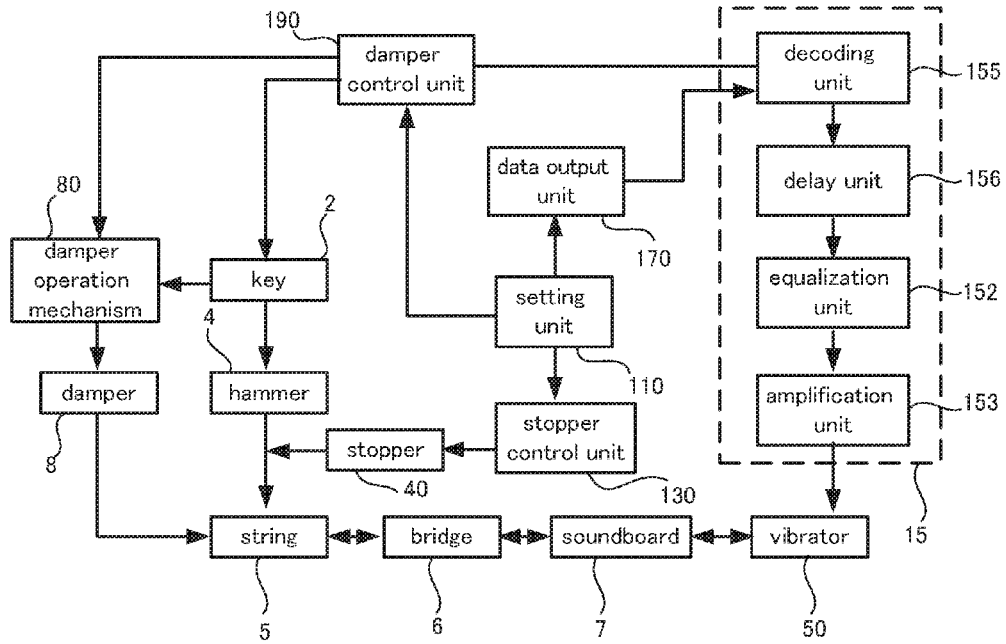 190
damper
control unit
decoding
unit
155
data output
unit
170
delay unit
156
80
damper
operation
mechanism
2
key
setting
unit
110
equalization
unit
152
4
hammer
damper
8
stopper
40
stopper
control unit
130
amplification
unit
153
15
string
5
bridge
6
soundboard
7
vibrator
50